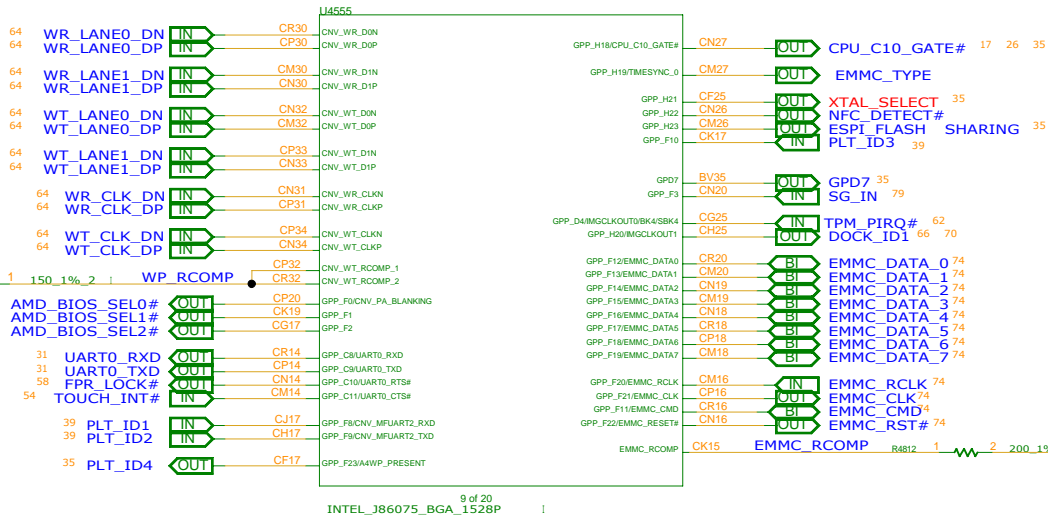 U4555
64 WR_LANE0_DN IN CR30 CNV_WR_D0N
64 WR_LANE0_DP IN CP30 CNV_WR_D0P
64 WR_LANE1_DN IN CM30 CNV_WR_D1N
64 WR_LANE1_DP IN CN30 CNV_WR_D1P
64 WT_LANE0_DN IN CN32 CNV_WT_D0N
64 WT_LANE0_DP IN CM32 CNV_WT_D0P
64 WT_LANE1_DN IN CP33 CNV_WT_D1N
64 WT_LANE1_DP IN CN33 CNV_WT_D1P
64 WR_CLK_DN IN CN31 CNV_WR_CLKN
64 WR_CLK_DP IN CP31 CNV_WR_CLKP
64 WT_CLK_DN IN CP34 CNV_WT_CLKN
64 WT_CLK_DP IN CN34 CNV_WT_CLKP
CP32 CNV_WT_RCOMP_1
1 150_1%_2 1 WP_RCOMP CR32 CNV_WT_RCOMP_2
AMD_BIOS_SEL0# OUT CP20 GPP_F0/CNV_PA_BLANKING
AMD_BIOS_SEL1# OUT CK19 GPP_F1
AMD_BIOS_SEL2# OUT CG17 GPP_F2
31 UART0_RXD OUT CR14 GPP_C8/UART0_RXD
31 UART0_TXD OUT CP14 GPP_C9/UART0_TXD
58 FPR_LOCK# OUT CN14 GPP_C10/UART0_RTS#
54 TOUCH_INT# IN CM14 GPP_C11/UART0_CTS#
39 PLT_ID1 IN CJ17 GPP_F8/CNV_MFUART2_RXD
39 PLT_ID2 IN CH17 GPP_F9/CNV_MFUART2_TXD
35 PLT_ID4 OUT CF17 GPP_F23/A4WP_PRESENT
GPP_H18/CPU_C10_GATE# CN27 OUT CPU_C10_GATE# 17 26 35
GPP_H19/TIMESYNC_0 CM27 OUT EMMC_TYPE
GPP_H21 CF25 OUT XTAL_SELECT 35
GPP_H22 CN26 OUT NFC_DETECT#
GPP_H23 CM26 OUT ESPI_FLASH SHARING 35
GPP_F10 CK17 IN PLT_ID3 39
GPD7 BV35 OUT GPD7 35
GPP_F3 CN20 IN SG_IN 79
GPP_D4/IMGCLKOUT0/BK4/SBK4 CG25 IN TPM_PIRQ# 62
GPP_H20/IMGCLKOUT1 CH25 OUT DOCK_ID1 66 70
GPP_F12/EMMC_DATA0 CR20 BI EMMC_DATA_0 74
GPP_F13/EMMC_DATA1 CM20 BI EMMC_DATA_1 74
GPP_F14/EMMC_DATA2 CN19 BI EMMC_DATA_2 74
GPP_F15/EMMC_DATA3 CM19 BI EMMC_DATA_3 74
GPP_F16/EMMC_DATA4 CN18 BI EMMC_DATA_4 74
GPP_F17/EMMC_DATA5 CR18 BI EMMC_DATA_5 74
GPP_F18/EMMC_DATA6 CP18 BI EMMC_DATA_6 74
GPP_F19/EMMC_DATA7 CM18 BI EMMC_DATA_7 74
GPP_F20/EMMC_RCLK CM16 IN EMMC_RCLK 74
GPP_F21/EMMC_CLK CP16 OUT EMMC_CLK 74
GPP_F11/EMMC_CMD CR16 BI EMMC_CMD 74
GPP_F22/EMMC_RESET# CN16 OUT EMMC_RST# 74
EMMC_RCOMP CK15 EMMC_RCOMP R4812 1 2 200_1%
9 of 20
INTEL_J86075_BGA_1528P I